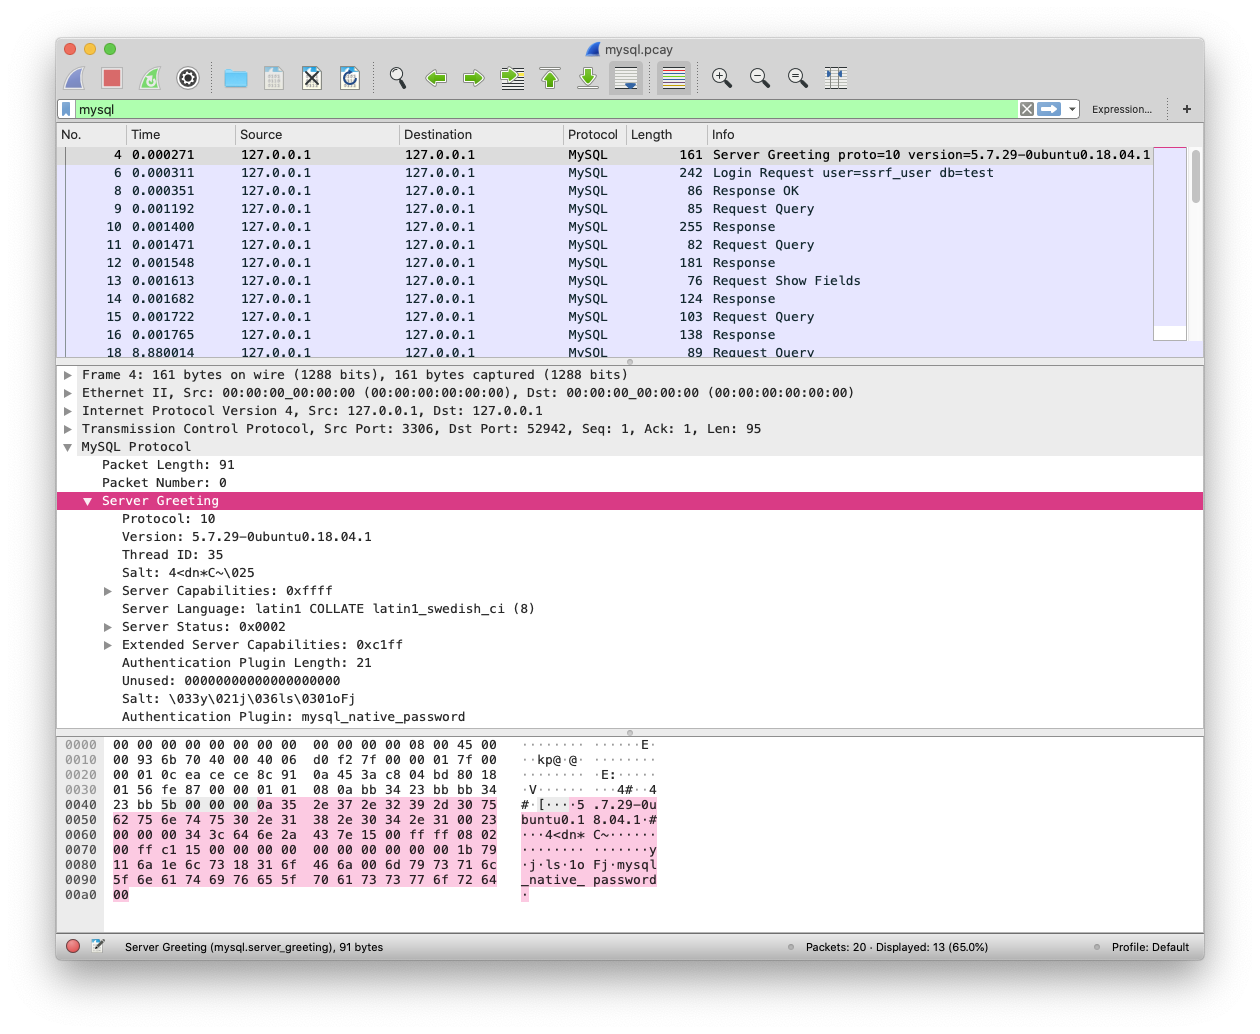 mysql.pcay
mysql
Expression...
+
No. Time Source Destination Protocol Length Info
4 0.000271 127.0.0.1 127.0.0.1 MySQL 161 Server Greeting proto=10 version=5.7.29-0ubuntu0.18.04.1
6 0.000311 127.0.0.1 127.0.0.1 MySQL 242 Login Request user=ssrf_user db=test
8 0.000351 127.0.0.1 127.0.0.1 MySQL 86 Response OK
9 0.001192 127.0.0.1 127.0.0.1 MySQL 85 Request Query
10 0.001400 127.0.0.1 127.0.0.1 MySQL 255 Response
11 0.001471 127.0.0.1 127.0.0.1 MySQL 82 Request Query
12 0.001548 127.0.0.1 127.0.0.1 MySQL 181 Response
13 0.001613 127.0.0.1 127.0.0.1 MySQL 76 Request Show Fields
14 0.001682 127.0.0.1 127.0.0.1 MySQL 124 Response
15 0.001722 127.0.0.1 127.0.0.1 MySQL 103 Request Query
16 0.001765 127.0.0.1 127.0.0.1 MySQL 138 Response
18 8.880014 127.0.0.1 127.0.0.1 MySQL 89 Request Query
Frame 4: 161 bytes on wire (1288 bits), 161 bytes captured (1288 bits)
Ethernet II, Src: 00:00:00_00:00:00 (00:00:00:00:00:00), Dst: 00:00:00_00:00:00 (00:00:00:00:00:00)
Internet Protocol Version 4, Src: 127.0.0.1, Dst: 127.0.0.1
Transmission Control Protocol, Src Port: 3306, Dst Port: 52942, Seq: 1, Ack: 1, Len: 95
MySQL Protocol
Packet Length: 91
Packet Number: 0
Server Greeting
Protocol: 10
Version: 5.7.29-0ubuntu0.18.04.1
Thread ID: 35
Salt: 4<dn*C~\025
Server Capabilities: 0xffff
Server Language: latin1 COLLATE latin1_swedish_ci (8)
Server Status: 0x0002
Extended Server Capabilities: 0xc1ff
Authentication Plugin Length: 21
Unused: 00000000000000000000
Salt: \033y\021j\036ls\0301oFj
Authentication Plugin: mysql_native_password
0000 00 00 00 00 00 00 00 00 00 00 00 00 08 00 45 00 ········ ······E·
0010 00 93 6b 70 40 00 40 06 d0 f2 7f 00 00 01 7f 00 ··kp@·@· ········
0020 00 01 0c ea ce ce 8c 91 0a 45 3a c8 04 bd 80 18 ········ ·E:·····
0030 01 56 fe 87 00 00 01 01 08 0a bb 34 23 bb bb 34 ·V······ ···4#··4
0040 23 bb 5b 00 00 00 0a 35 2e 37 2e 32 39 2d 30 75 #·[····5 .7.29-0u
0050 62 75 6e 74 75 30 2e 31 38 2e 30 34 2e 31 00 23 buntu0.1 8.04.1·#
0060 00 00 00 34 3c 64 6e 2a 43 7e 15 00 ff ff 08 02 ···4<dn* C~······
0070 00 ff c1 15 00 00 00 00 00 00 00 00 00 00 1b 79 ········ ·······y
0080 11 6a 1e 6c 73 18 31 6f 46 6a 00 6d 79 73 71 6c ·j·ls·1o Fj·mysql
0090 5f 6e 61 74 69 76 65 5f 70 61 73 73 77 6f 72 64 _native_ password
00a0 00 ·
Server Greeting (mysql.server_greeting), 91 bytes
Packets: 20 · Displayed: 13 (65.0%)
Profile: Default